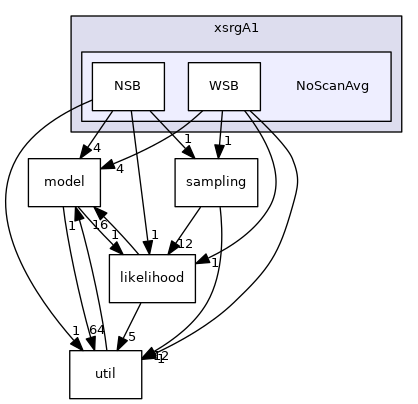 xsrgA1
NSB
WSB
NoScanAvg
1
1
4
4
model
sampling
1
16
1
1
12
1
likelihood
1
64
5
12
1
util